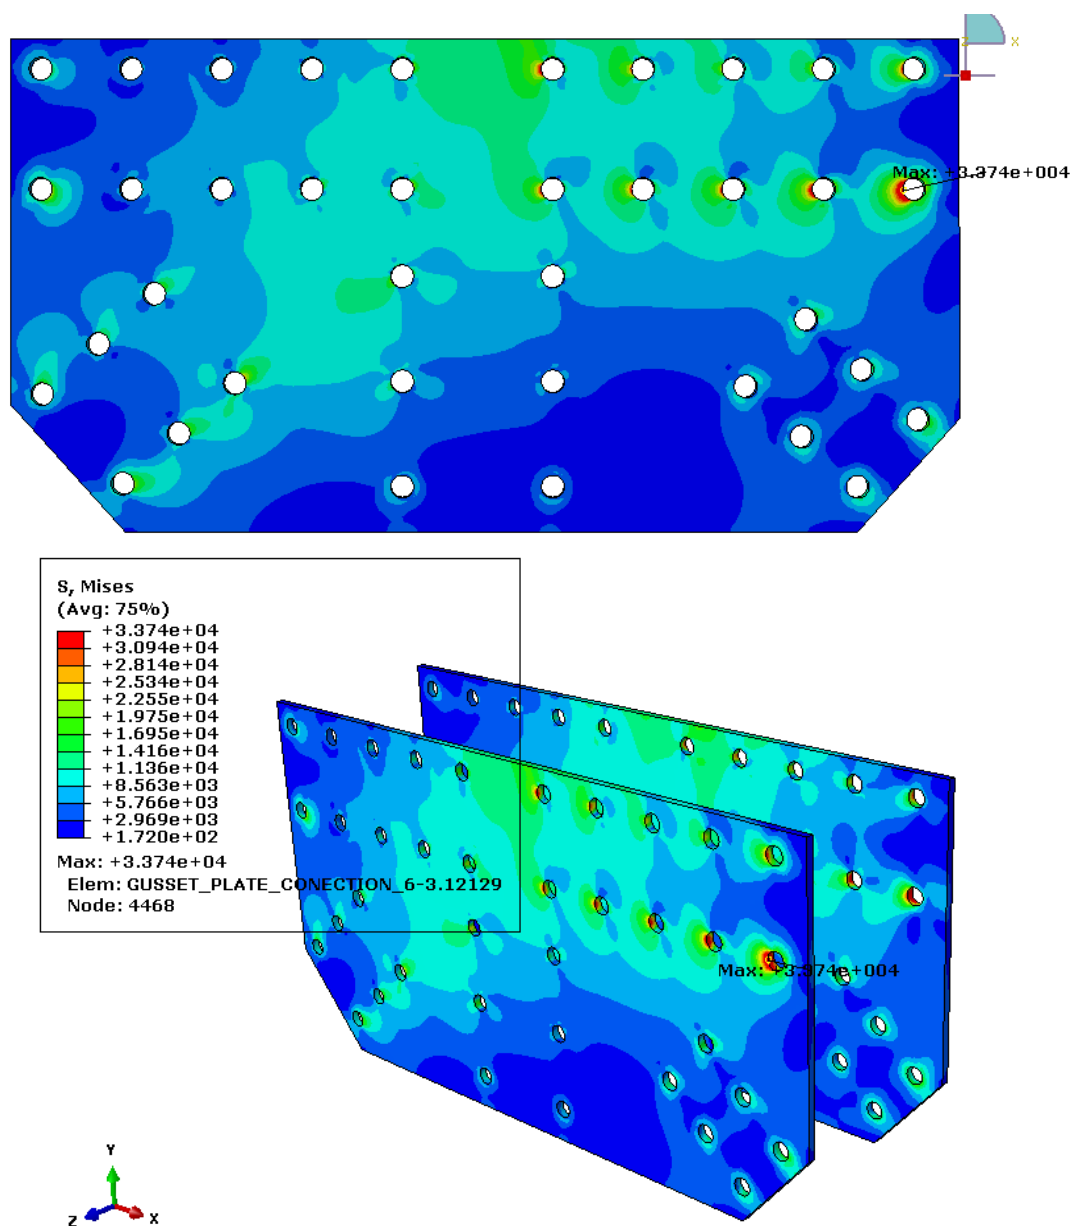 X
Max: +3.374e+004
S, Mises
(Avg: 75%)
+3.374e+04
+3.094e+04
+2.814e+04
+2.534e+04
+2.255e+04
+1.975e+04
+1.695e+04
+1.416e+04
+1.136e+04
+8.563e+03
+5.766e+03
+2.969e+03
+1.720e+02
Max: +3.374e+04
Elem: GUSSET_PLATE_CONECTION_6-3.12129
Node: 4468
Max: +3.374e+004
Y
Z
X